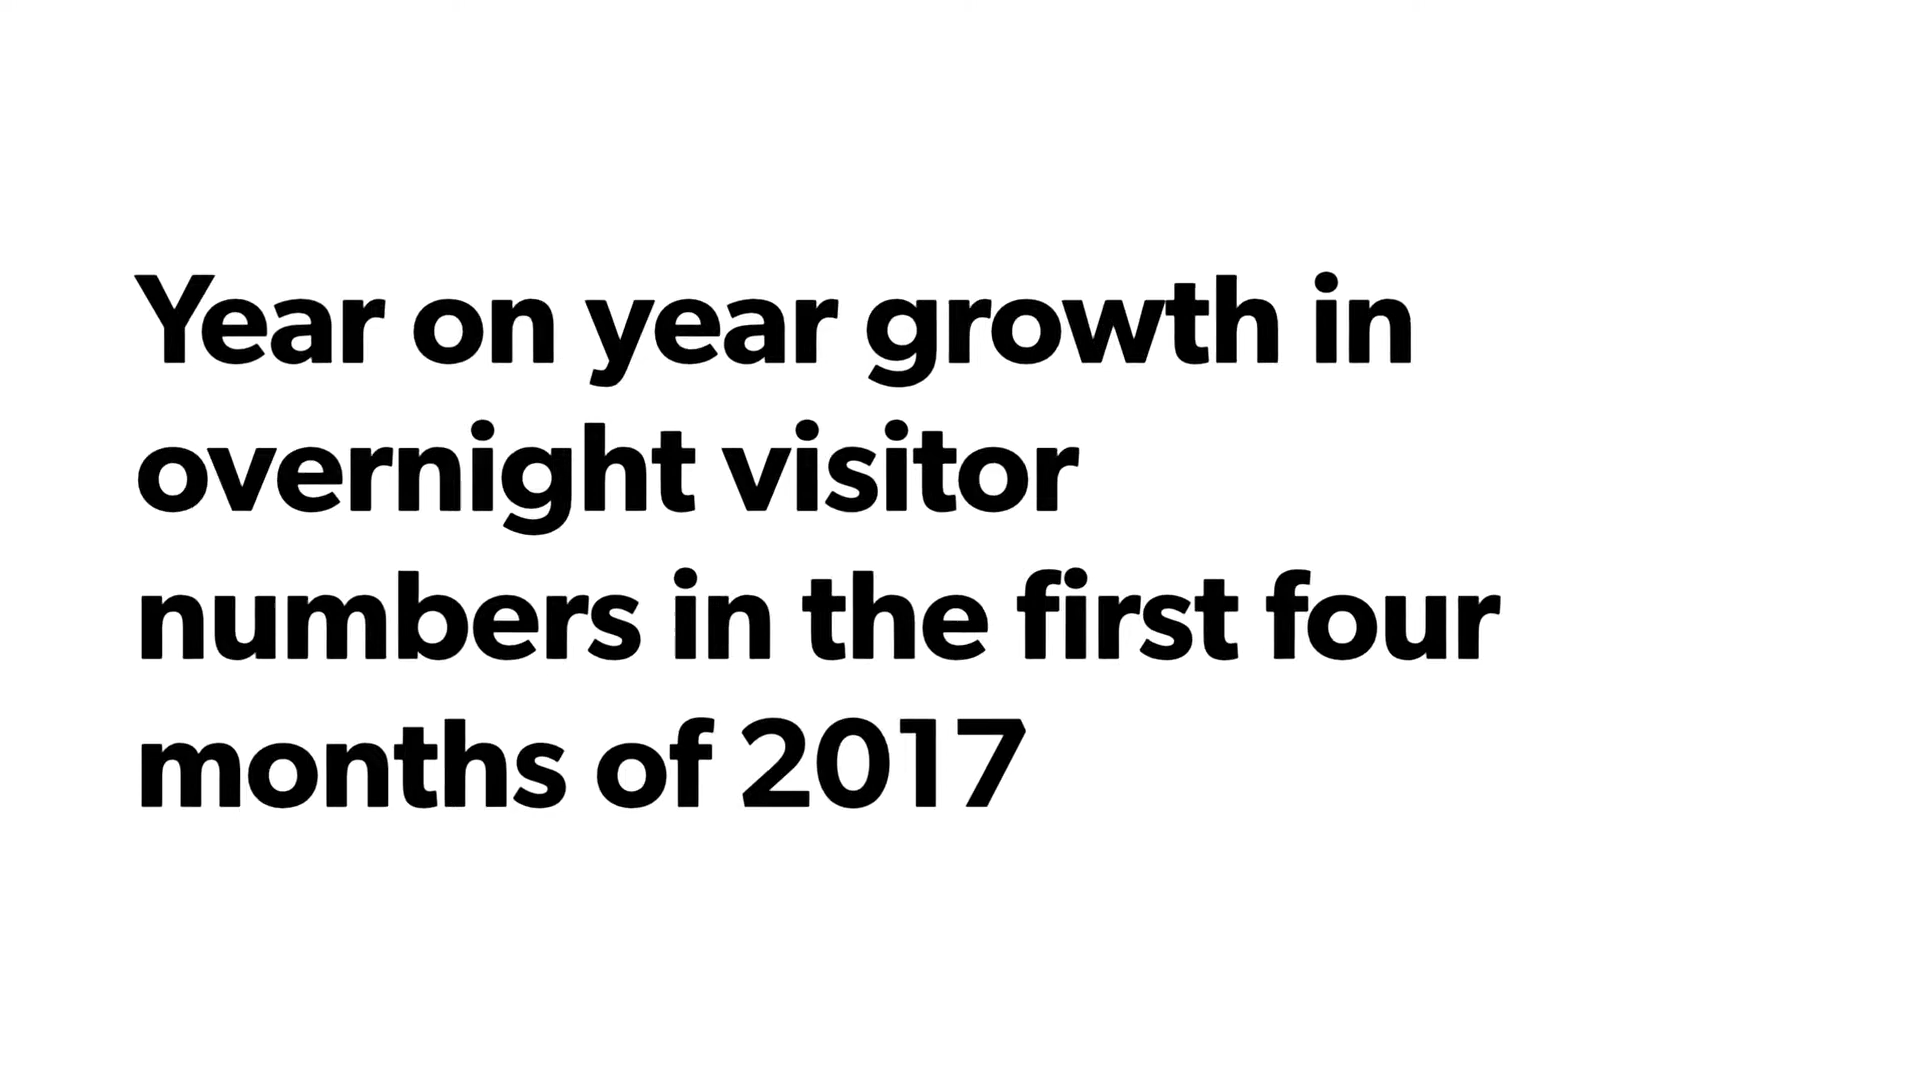 Year on year growth in
overnight visitor
numbers in the first four
months of 2017